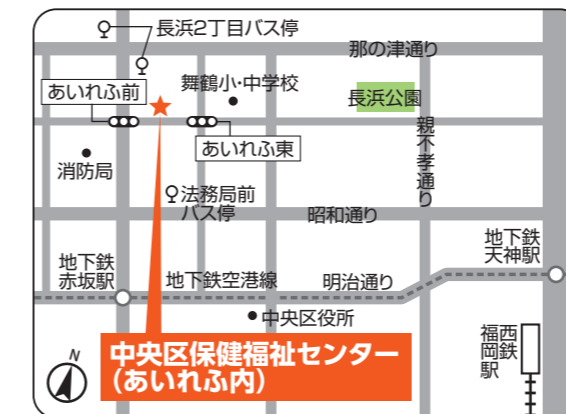 長浜2丁目バス停
那の津通り
舞鶴小・中学校
あいれふ前
長浜公園
あいれふ東
親不孝通り
消防局
法務局前
バス停
昭和通り
地下鉄
天神駅
地下鉄
赤坂駅
地下鉄空港線
明治通り
中央区役所
西鉄
福岡駅
中央区保健福祉センター
(あいれふ内)
N